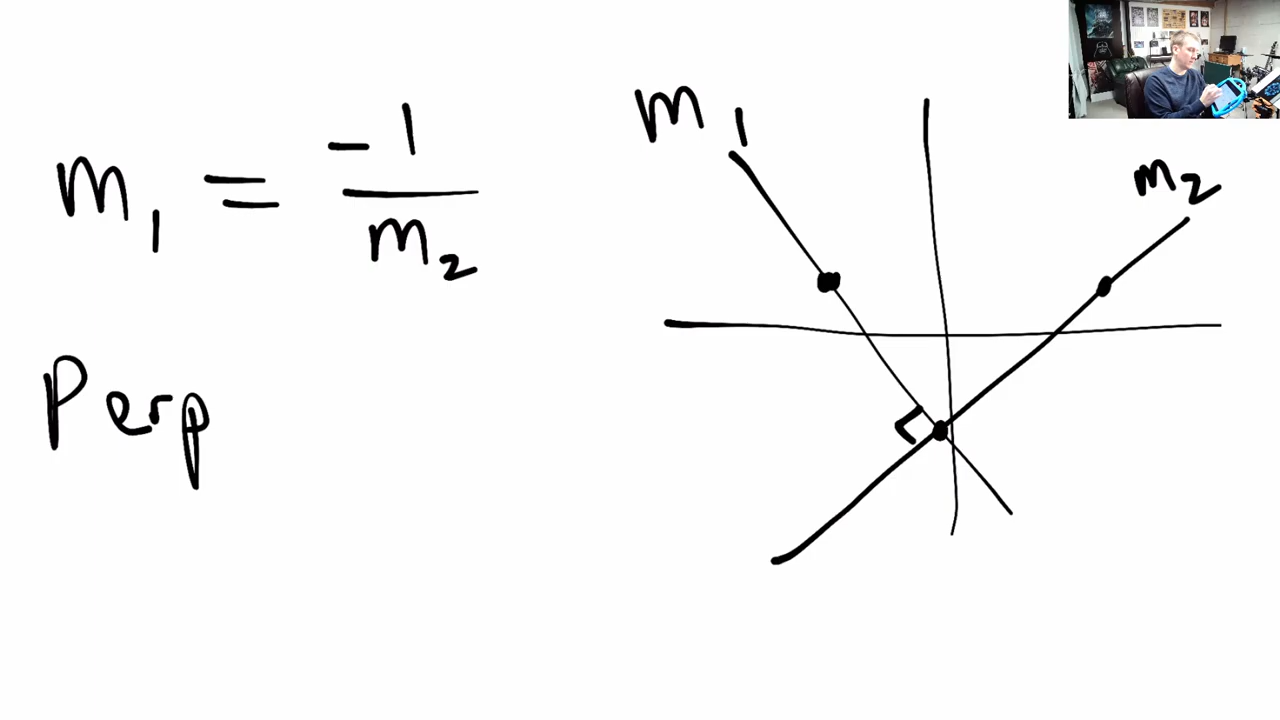 m₁ = -1/m₂
Perp
m₁
m₂